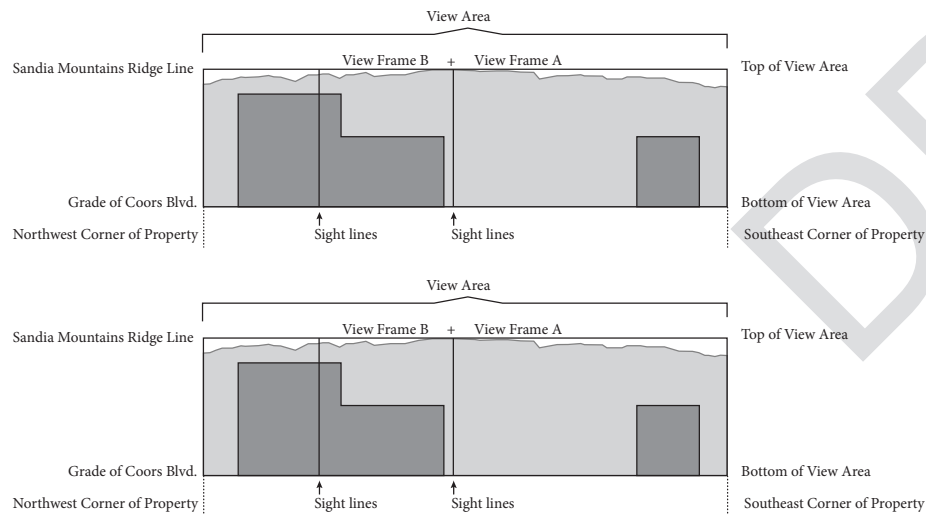 View Area
View Frame B + View Frame A
Sandia Mountains Ridge Line
Top of View Area
Grade of Coors Blvd.
Bottom of View Area
Northwest Corner of Property
Sight lines
Sight lines
Southeast Corner of Property
View Area
View Frame B + View Frame A
Sandia Mountains Ridge Line
Top of View Area
Grade of Coors Blvd.
Bottom of View Area
Northwest Corner of Property
Sight lines
Sight lines
Southeast Corner of Property